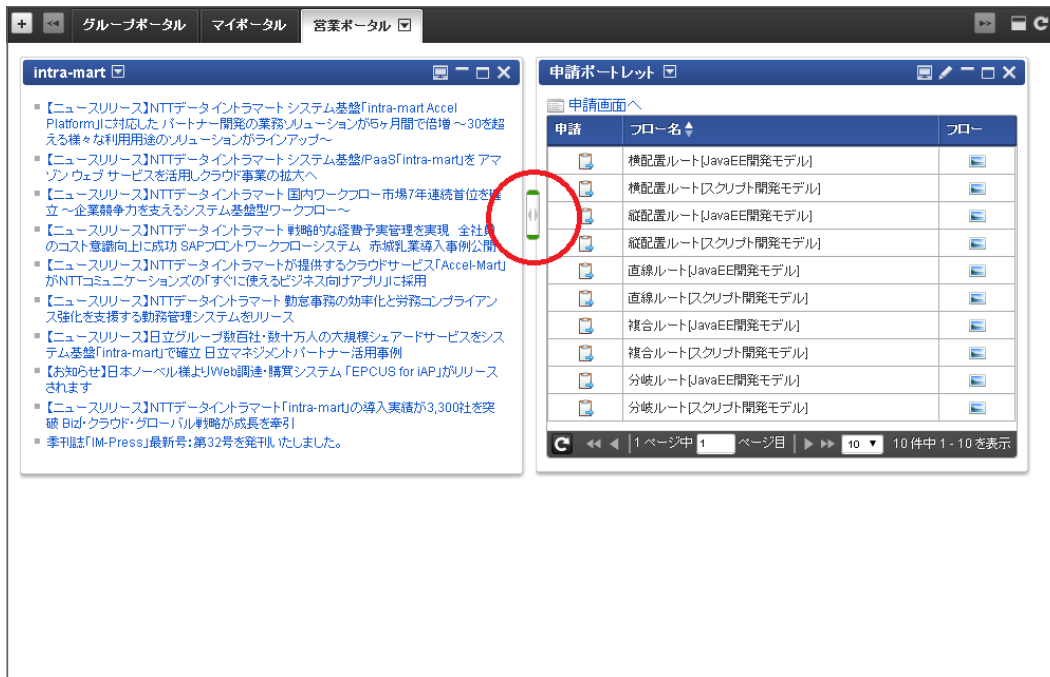 グループポータル マイポータル 営業ポータル
intra-mart
【ニュースリリース】NTTデータイントラマート システム基盤「intra-mart Accel
Platform」に対応した パートナー開発の業務ソリューションが5ヶ月間で倍増 ～30を超
える様々な利用用途のソリューションがラインアップ～
【ニュースリリース】NTTデータイントラマート システム基盤/PaaS「intra-mart」を アマ
ゾン ウェブ サービスを活用しクラウド事業の拡大へ
【ニュースリリース】NTTデータイントラマート 国内ワークフロー市場7年連続首位を確
立 ～企業競争力を支えるシステム基盤型ワークフロー～
【ニュースリリース】NTTデータイントラマート 戦略的な経費予実管理を実現 全社的
のコスト意識向上に成功 SAPフロントワークフローシステム 赤城乳業導入事例公開
【ニュースリリース】NTTデータイントラマートが提供するクラウドサービス「Accel-Mart」
がNTTコミュニケーションズの「すぐに使えるビジネス向けアプリ」に採用
【ニュースリリース】NTTデータイントラマート 勤怠事務の効率化と労務コンプライアン
ス強化を支援する勤務管理システムをリリース
【ニュースリリース】日立グループ数百社・数十万人の大規模シェアードサービスをシス
テム基盤「intra-mart」で確立 日立マネジメントパートナー活用事例
【お知らせ】日本ノーベル様よりWeb調達・購買システム 「EPCUS for iAP」がリリース
されます
【ニュースリリース】NTTデータイントラマート「intra-mart」の導入実績が3,300社を突
破 BizI・クラウド・グローバル戦略が成長を牽引
季刊誌「IM-Press」最新号：第32号を発刊いたしました。
申請ポートレット
申請画面へ
申請 フロー名 フロー
横配置ルート[JavaEE開発モデル]
横配置ルート[スクリプト開発モデル]
縦配置ルート[JavaEE開発モデル]
縦配置ルート[スクリプト開発モデル]
直線ルート[JavaEE開発モデル]
直線ルート[スクリプト開発モデル]
複合ルート[JavaEE開発モデル]
複合ルート[スクリプト開発モデル]
分岐ルート[JavaEE開発モデル]
分岐ルート[スクリプト開発モデル]
1 ページ中 1 ページ目 10 10 件中 1 - 10 を表示